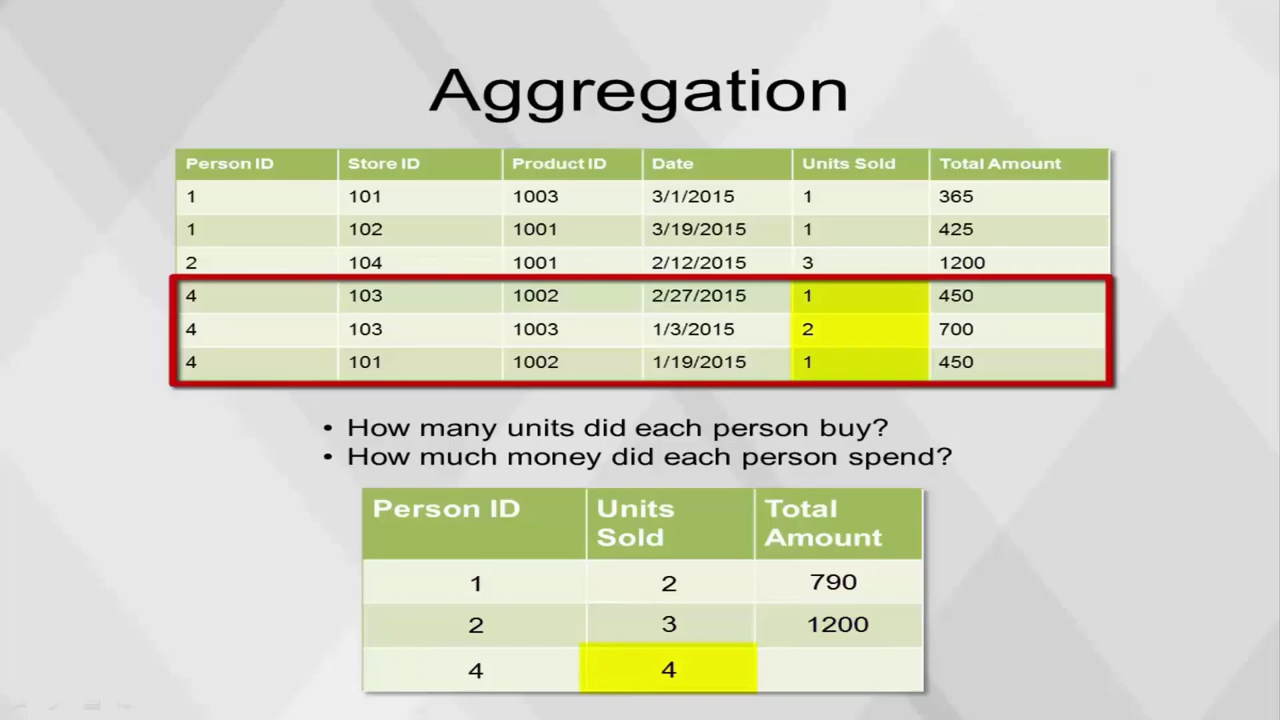 Aggregation
Person ID Store ID Product ID Date Units Sold Total Amount
1 101 1003 3/1/2015 1 365
1 102 1001 3/19/2015 1 425
2 104 1001 2/12/2015 3 1200
4 103 1002 2/27/2015 1 450
4 103 1003 1/3/2015 2 700
4 101 1002 1/19/2015 1 450
• How many units did each person buy?
• How much money did each person spend?
Person ID Units Total
Sold Amount
1 2 790
2 3 1200
4 4